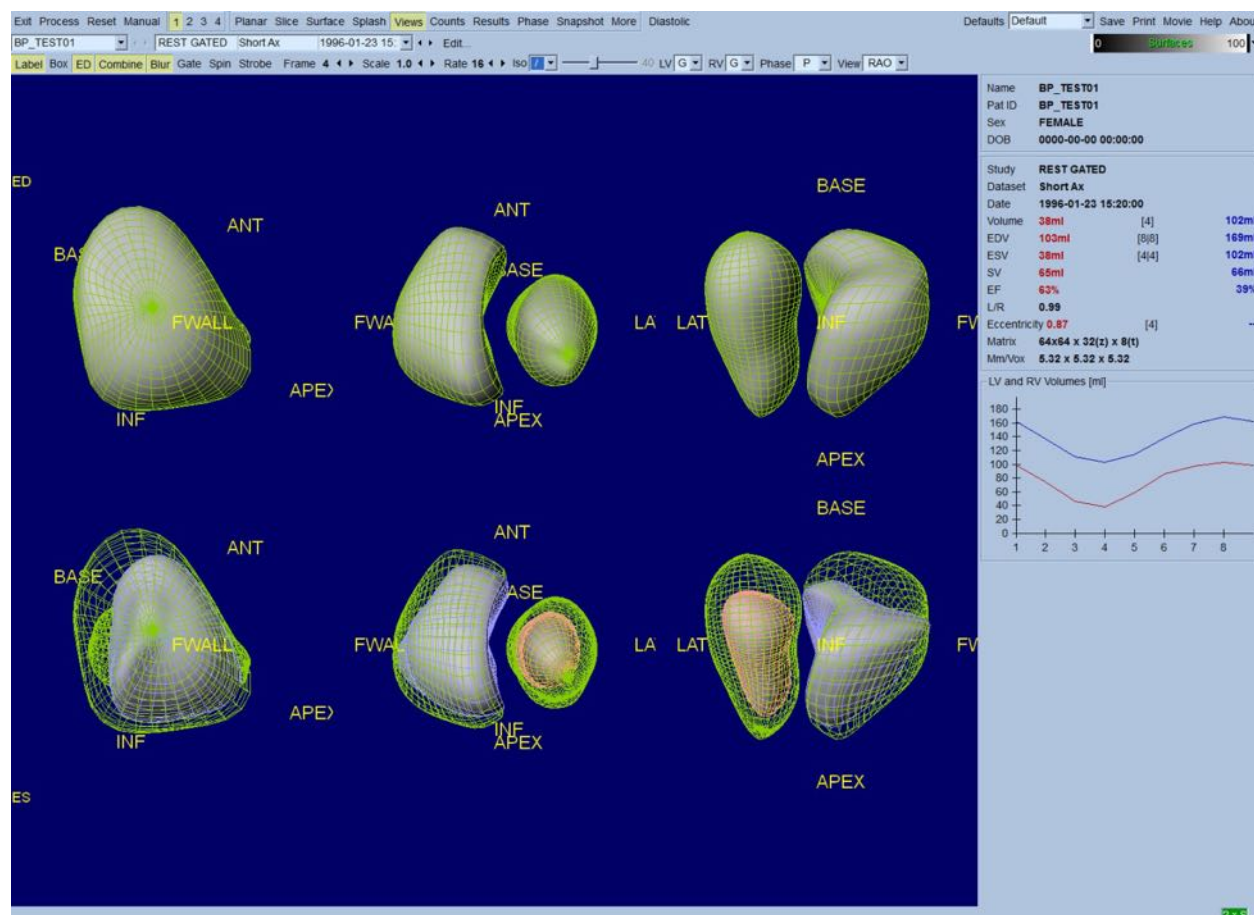 Exit Process Reset Manual 1 2 3 4 Planar Slice Surface Splash Views Counts Results Phase Snapshot More Diastolic Defaults Default Save Print Movie Help Abou
BP_TEST01 REST GATED Short Ax 1996-01-23 15: Edit... 0 Surfaces 100
Label Box ED Combine Blur Gate Spin Strobe Frame 4 Scale 1.0 Rate 16 Iso / 40 LV G RV G Phase P View RAO
Name BP_TEST01
Pat ID BP_TEST01
Sex FEMALE
DOB 0000-00-00 00:00:00
Study REST GATED
Dataset Short Ax
Date 1996-01-23 15:20:00
Volume 38ml [4] 102ml
EDV 103ml [8|8] 169ml
ESV 38ml [4|4] 102ml
SV 65ml 66ml
EF 63% 39%
L/R 0.99
Eccentricity 0.87 [4] --
Matrix 64x64 x 32(z) x 8(t)
Mm/Vox 5.32 x 5.32 x 5.32
LV and RV Volumes [ml]
180
160
140
120
100
80
60
40
20
0
1 2 3 4 5 6 7 8
ED
ANT
BAS
FWALL
APEX
INF
ANT
BASE
FWA
LA
INF
APEX
BASE
LAT
INF
FW
APEX
ANT
BASE
FWALL
APEX
INF
ANT
ASE
FWAL
LA
INF
APEX
BASE
LAT
INF
FW
APEX
ES